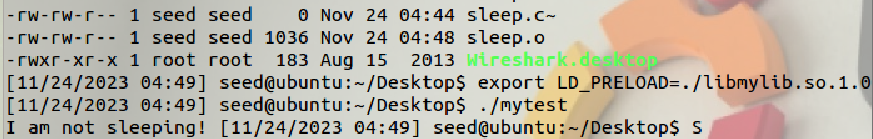 -rw-rw-r-- 1 seed seed    0 Nov 24 04:44 sleep.c~
-rw-rw-r-- 1 seed seed 1036 Nov 24 04:48 sleep.o
-rwxr-xr-x 1 root root  183 Aug 15  2013 Wireshark.desktop
[11/24/2023 04:49] seed@ubuntu:~/Desktop$ export LD_PRELOAD=./libmylib.so.1.0
[11/24/2023 04:49] seed@ubuntu:~/Desktop$ ./mytest
I am not sleeping! [11/24/2023 04:49] seed@ubuntu:~/Desktop$ S